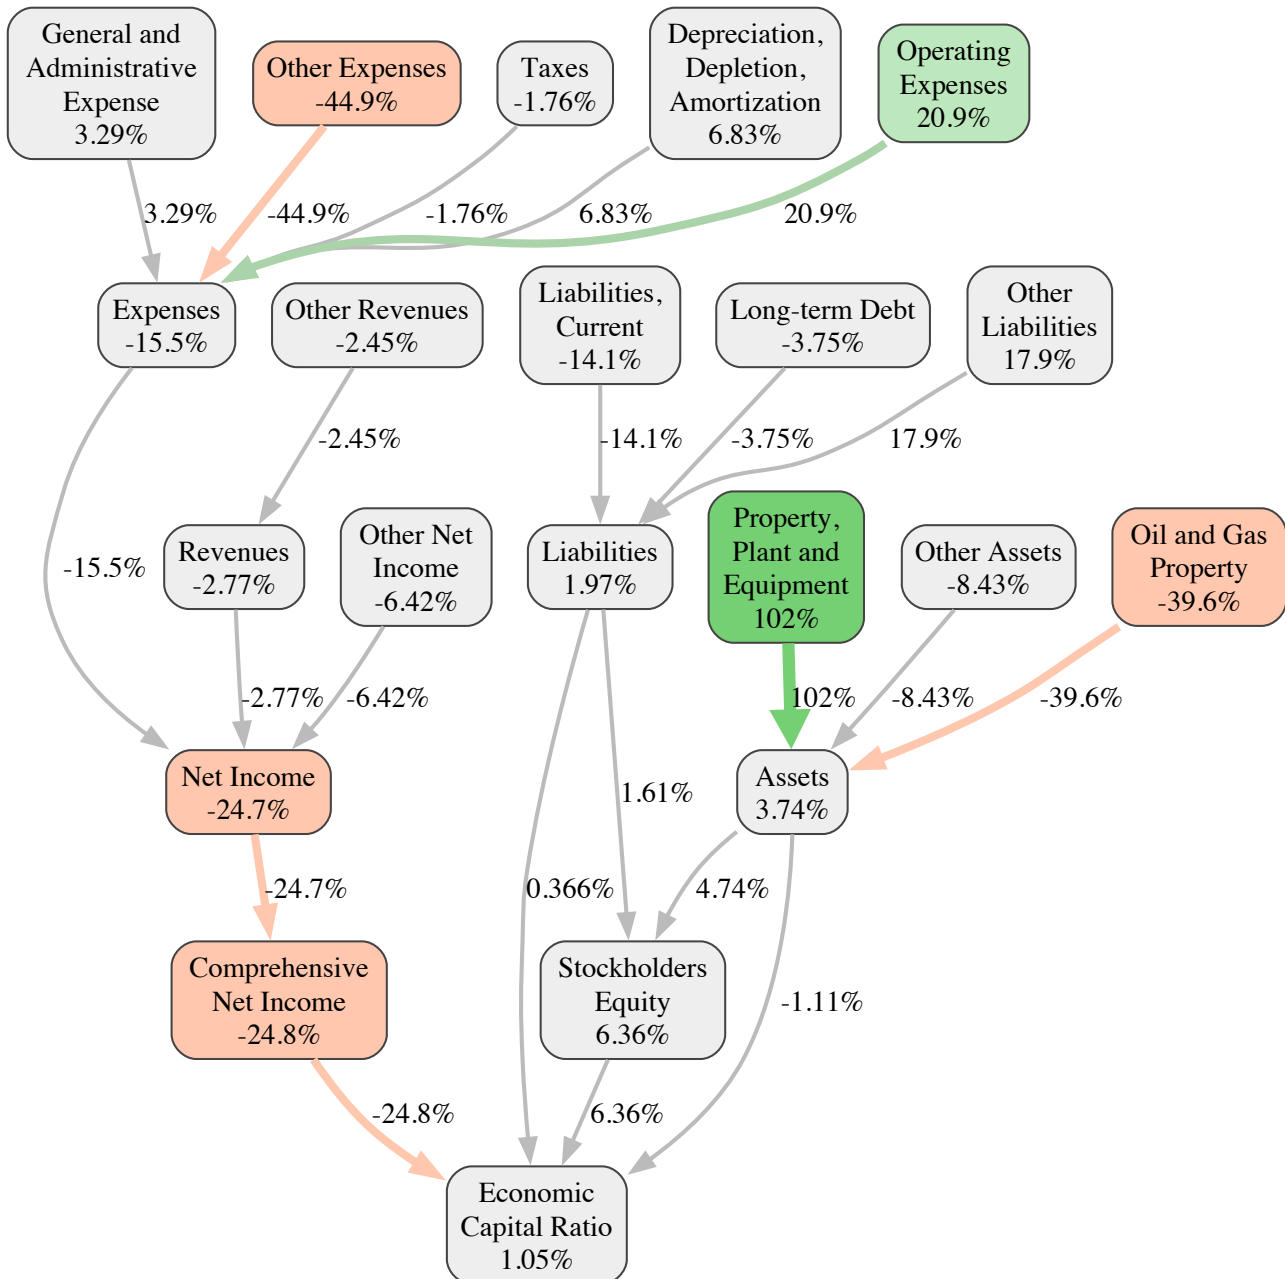 General and
Administrative
Expense
3.29%
Other Expenses
-44.9%
Taxes
-1.76%
Depreciation,
Depletion,
Amortization
6.83%
Operating
Expenses
20.9%
3.29%
-44.9%
-1.76%
6.83%
20.9%
Expenses
-15.5%
Other Revenues
-2.45%
Liabilities,
Current
-14.1%
Long-term Debt
-3.75%
Other
Liabilities
17.9%
-2.45%
-14.1%
-3.75%
17.9%
-15.5%
Revenues
-2.77%
Other Net
Income
-6.42%
Liabilities
1.97%
Property,
Plant and
Equipment
102%
Other Assets
-8.43%
Oil and Gas
Property
-39.6%
-2.77%
-6.42%
102%
-8.43%
-39.6%
Net Income
-24.7%
1.61%
Assets
3.74%
-24.7%
0.366%
4.74%
Comprehensive
Net Income
-24.8%
Stockholders
Equity
6.36%
-1.11%
-24.8%
6.36%
Economic
Capital Ratio
1.05%